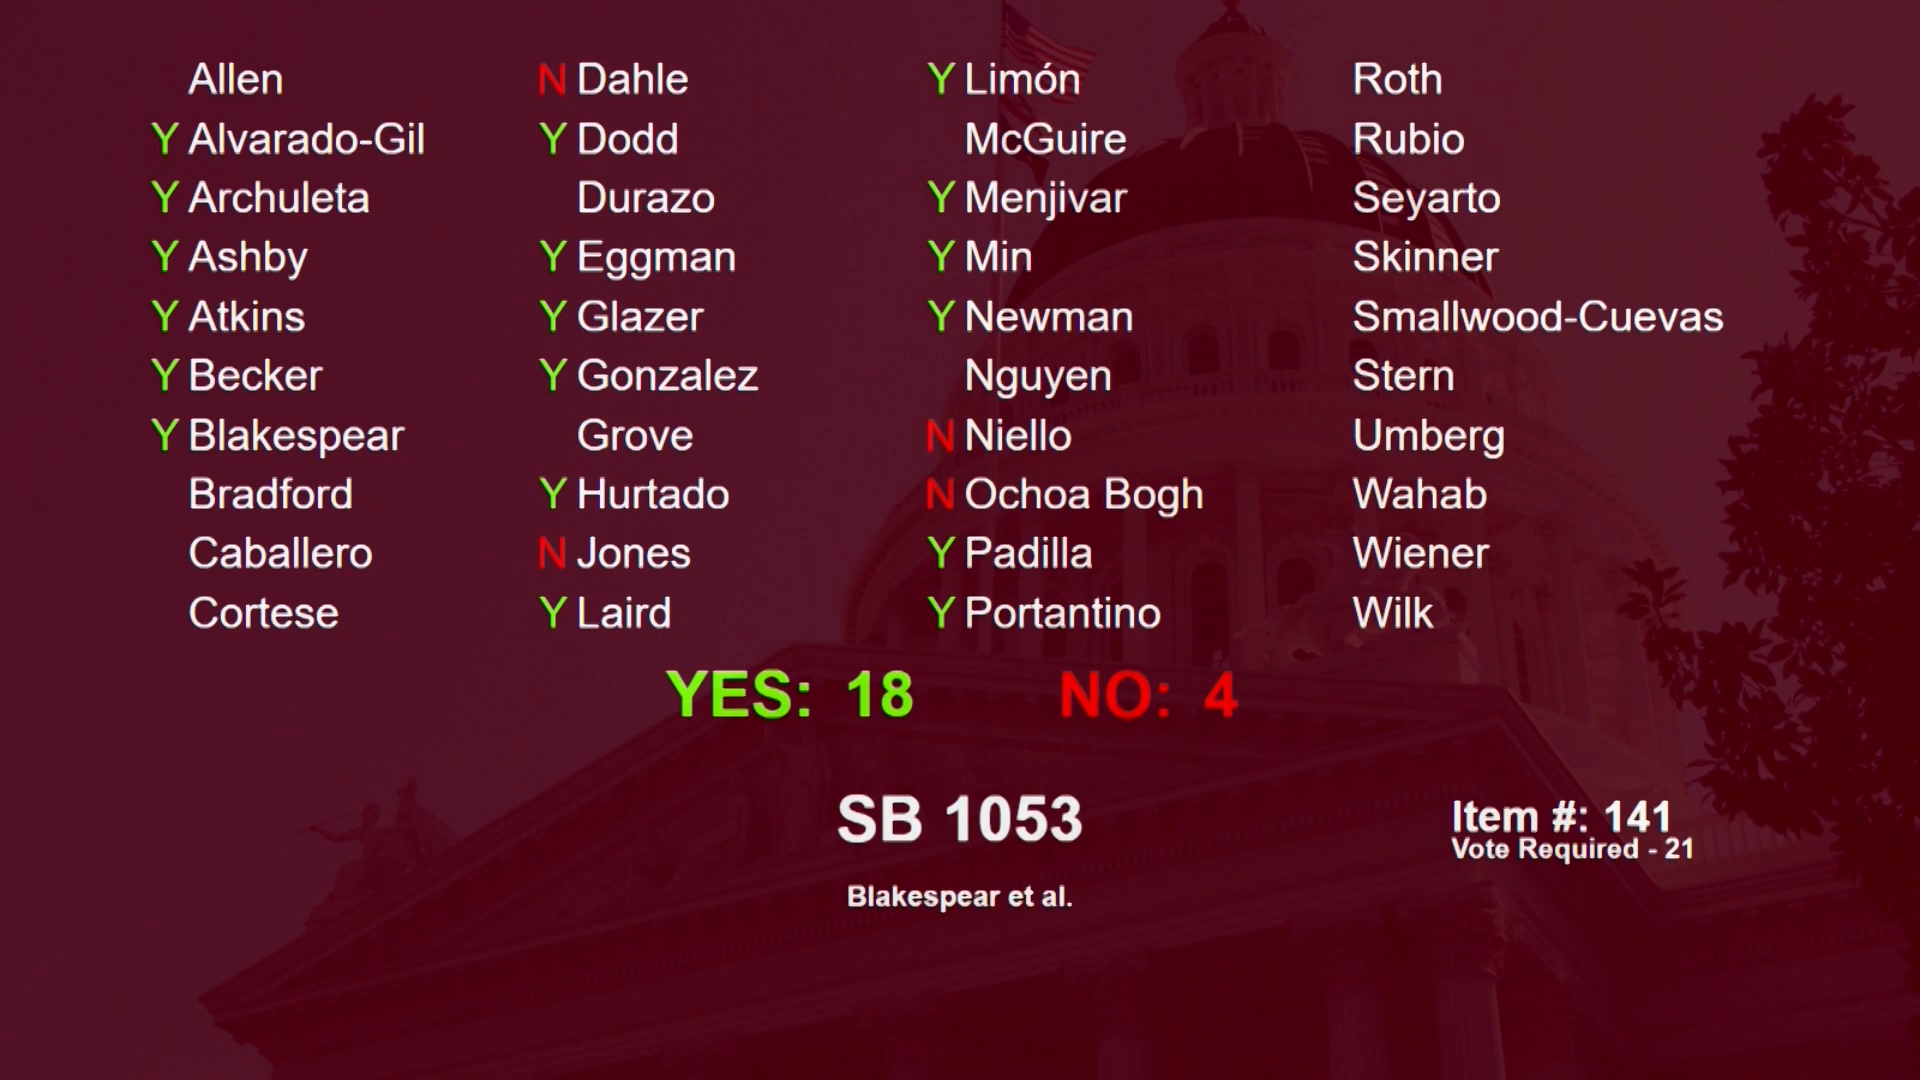 Allen N Dahle Y Limón Roth
Y Alvarado-Gil Y Dodd McGuire Rubio
Y Archuleta Durazo Y Menjivar Seyarto
Y Ashby Y Eggman Y Min Skinner
Y Atkins Y Glazer Y Newman Smallwood-Cuevas
Y Becker Y Gonzalez Nguyen Stern
Y Blakespear Grove N Niello Umberg
Bradford Y Hurtado N Ochoa Bogh Wahab
Caballero N Jones Y Padilla Wiener
Cortese Y Laird Y Portantino Wilk
YES: 18 NO: 4
SB 1053
Item #: 141
Vote Required - 21
Blakespear et al.